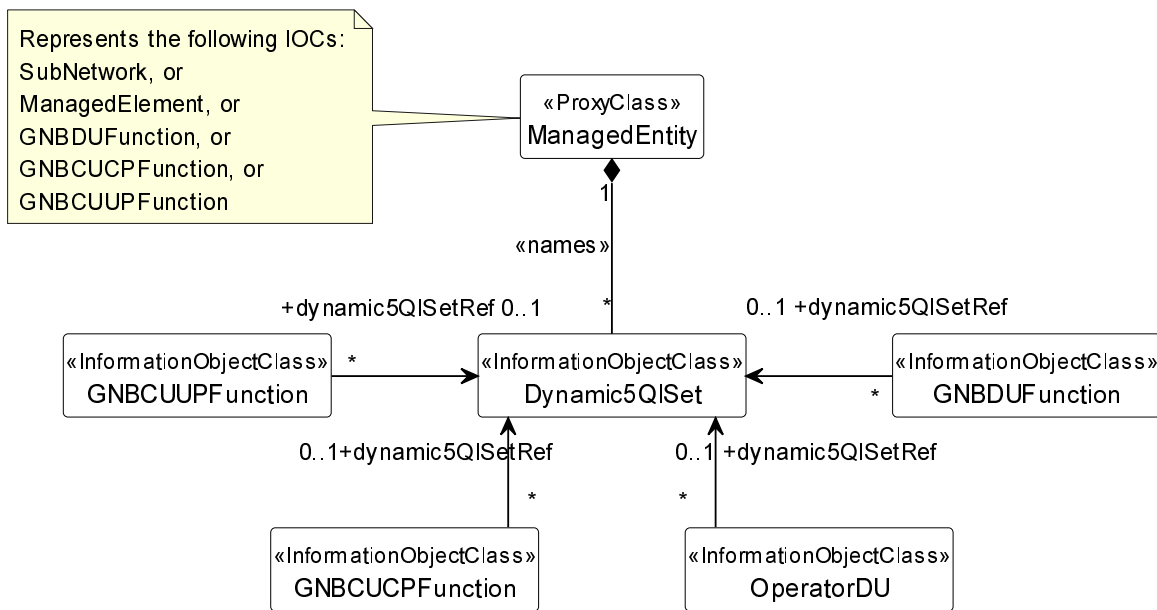 Represents the following IOCs:
SubNetwork, or
ManagedElement, or
GNBDUFunction, or
GNBCUCPFunction, or
GNBCUUPFunction
«ProxyClass»
ManagedEntity
1
«names»
+dynamic5QISetRef 0..1
*
0..1 +dynamic5QISetRef
«InformationObjectClass»
GNBCUUPFunction
*
«InformationObjectClass»
Dynamic5QISet
*
«InformationObjectClass»
GNBDUFunction
0..1+dynamic5QISetRef
0..1 +dynamic5QISetRef
*
*
«InformationObjectClass»
GNBCUCPFunction
«InformationObjectClass»
OperatorDU